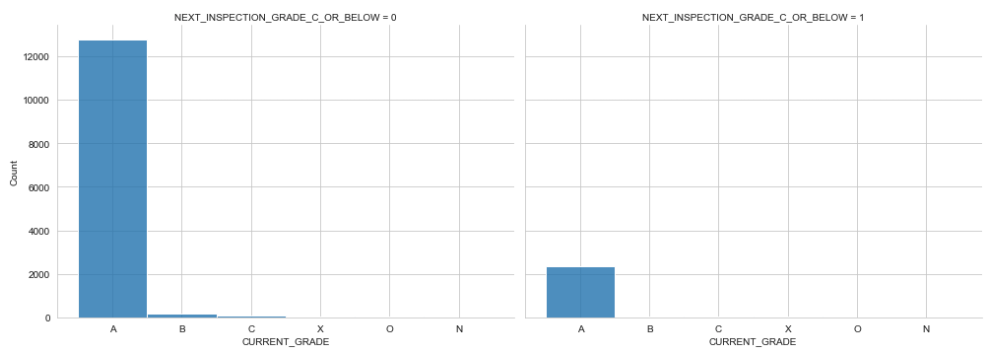 NEXT_INSPECTION_GRADE_C_OR_BELOW = 0
NEXT_INSPECTION_GRADE_C_OR_BELOW = 1
12000
10000
8000
6000
4000
2000
0
Count
A B C X O N
CURRENT_GRADE
A B C X O N
CURRENT_GRADE